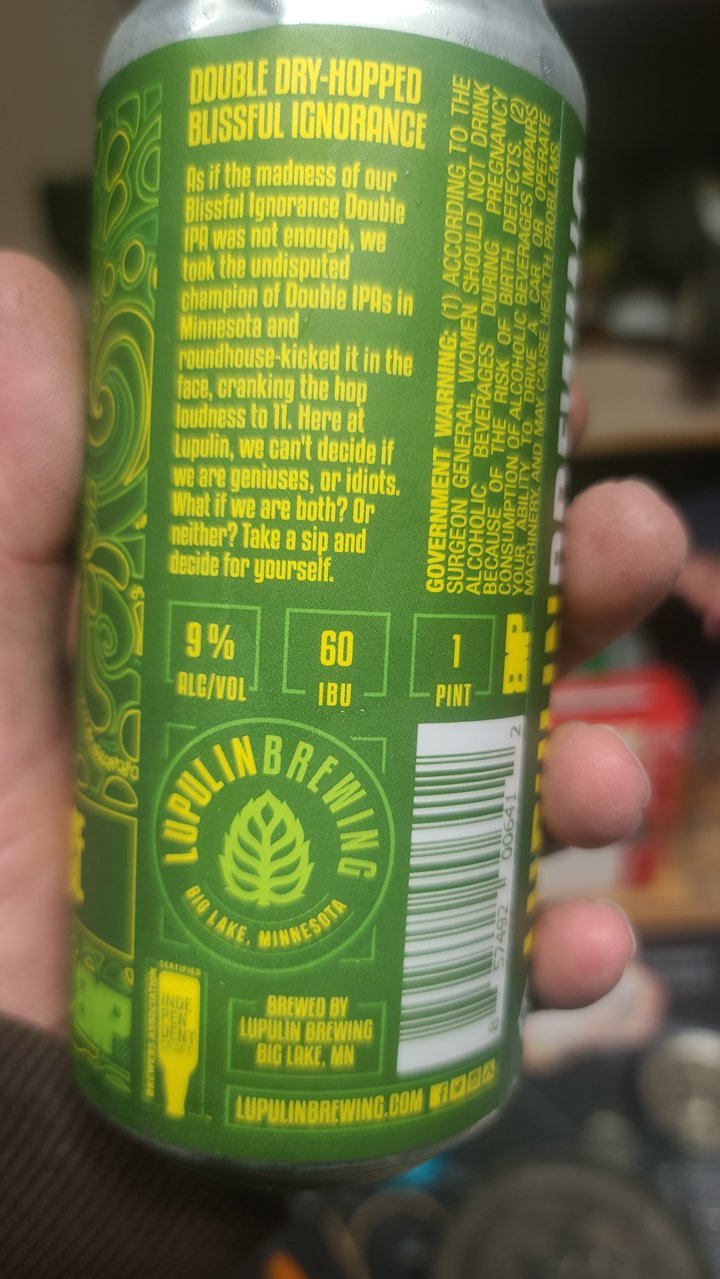 DOUBLE DRY-HOPPED
BLISSFUL IGNORANCE
As if the madness of our
Blissful Ignorance Double
IPA was not enough, we
took the undisputed
champion of Double IPAs in
Minnesota and
roundhouse-kicked it in the
face, cranking the hop
loudness to 11. Here at
Lupulin, we can't decide if
we are geniuses, or idiots.
What if we are both? Or
neither? Take a sip and
decide for yourself.
GOVERNMENT WARNING: (1) ACCORDING TO THE
SURGEON GENERAL, WOMEN SHOULD NOT DRINK
ALCOHOLIC BEVERAGES DURING PREGNANCY
BECAUSE OF THE RISK OF BIRTH DEFECTS. (2)
CONSUMPTION OF ALCOHOLIC BEVERAGES IMPAIRS
YOUR ABILITY TO DRIVE A CAR OR OPERATE
MACHINERY, AND MAY CAUSE HEALTH PROBLEMS.
9%
ALC/VOL
60
IBU
1
PINT
LUPULIN BREWING
BIG LAKE, MINNESOTA
8 57492 00641 2
CERTIFIED
INDE
PEN
DENT
CRAFT
BREWERS ASSOCIATION
BREWED BY
LUPULIN BREWING
BIG LAKE, MN
LUPULINBREWING.COM